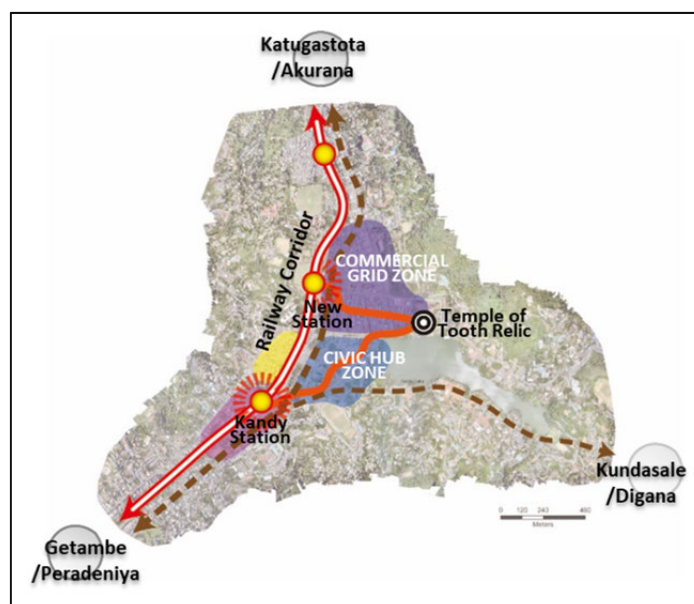 Katugastota
/Akurana
Railway Corridor
COMMERCIAL
GRID ZONE
New
Station
Temple of
Tooth Relic
CIVIC HUB
ZONE
Kandy
Station
Kundasale
/Digana
0 120 243 480
Meters
Getambe
/Peradeniya